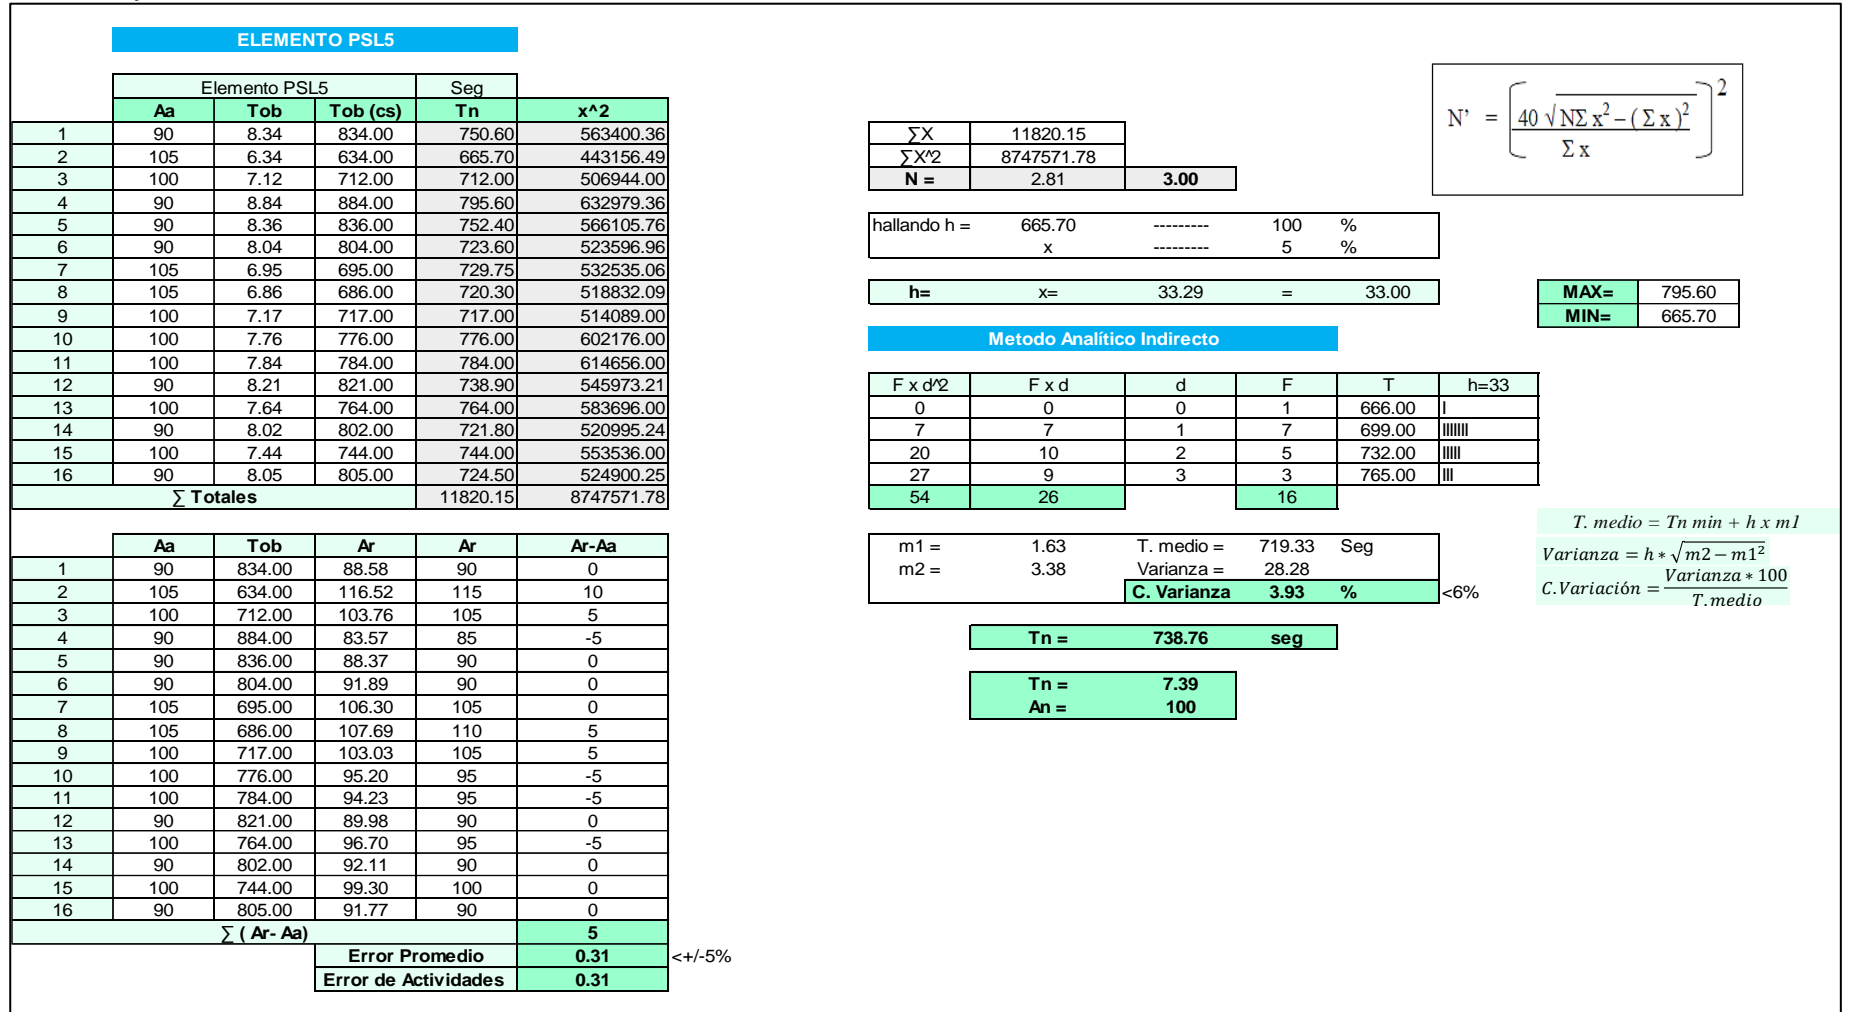 ELEMENTO PSL5
Elemento PSL5 Seg
Aa Tob Tob (cs) Tn x^2
1 90 8.34 834.00 750.60 563400.36
2 105 6.34 634.00 665.70 443156.49
3 100 7.12 712.00 712.00 506944.00
4 90 8.84 884.00 795.60 632979.36
5 90 8.36 836.00 752.40 566105.76
6 90 8.04 804.00 723.60 523596.96
7 105 6.95 695.00 729.75 532535.06
8 105 6.86 686.00 720.30 518832.09
9 100 7.17 717.00 717.00 514089.00
10 100 7.76 776.00 776.00 602176.00
11 100 7.84 784.00 784.00 614656.00
12 90 8.21 821.00 738.90 545973.21
13 100 7.64 764.00 764.00 583696.00
14 90 8.02 802.00 721.80 520995.24
15 100 7.44 744.00 744.00 553536.00
16 90 8.05 805.00 724.50 524900.25
∑ Totales 11820.15 8747571.78
Aa Tob Ar Ar Ar-Aa
1 90 834.00 88.58 90 0
2 105 634.00 116.52 115 10
3 100 712.00 103.76 105 5
4 90 884.00 83.57 85 -5
5 90 836.00 88.37 90 0
6 90 804.00 91.89 90 0
7 105 695.00 106.30 105 0
8 105 686.00 107.69 110 5
9 100 717.00 103.03 105 5
10 100 776.00 95.20 95 -5
11 100 784.00 94.23 95 -5
12 90 821.00 89.98 90 0
13 100 764.00 96.70 95 -5
14 90 802.00 92.11 90 0
15 100 744.00 99.30 100 0
16 90 805.00 91.77 90 0
∑ ( Ar- Aa) 5
Error Promedio 0.31 <+/-5%
Error de Actividades 0.31
∑X 11820.15
∑X^2 8747571.78
N = 2.81 3.00
N' = [40 √NΣ x² – ( Σ x )² / Σ x]²
hallando h = 665.70 --------- 100 %
x --------- 5 %
h= x= 33.29 = 33.00
MAX= 795.60
MIN= 665.70
Metodo Analítico Indirecto
F x d^2 F x d d F T h=33
0 0 0 1 666.00 I
7 7 1 7 699.00 IIIIIII
20 10 2 5 732.00 IIIII
27 9 3 3 765.00 III
54 26 16
m1 = 1.63 T. medio = 719.33 Seg
m2 = 3.38 Varianza = 28.28
C. Varianza 3.93 % <6%
T. medio = Tn min + h x m1
Varianza = h * √m2 − m1²
C.Variación = Varianza * 100 / T.medio
Tn = 738.76 seg
Tn = 7.39
An = 100